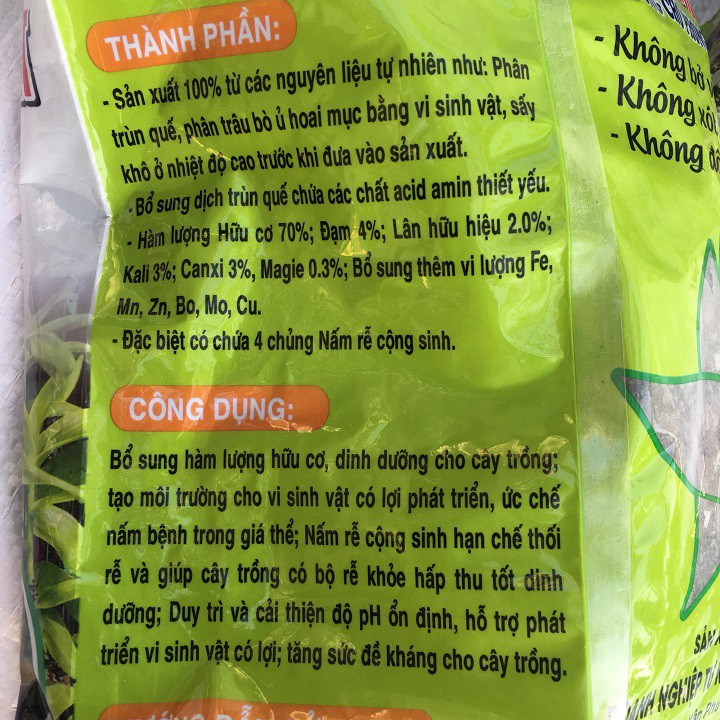 THÀNH PHẦN:
- Sản xuất 100% từ các nguyên liệu tự nhiên như: Phân
trùn quế, phân trâu bò ủ hoai mục bằng vi sinh vật, sấy
khô ở nhiệt độ cao trước khi đưa vào sản xuất.
- Bổ sung dịch trùn quế chứa các chất acid amin thiết yếu.
- Hàm lượng Hữu cơ 70%; Đạm 4%; Lân hữu hiệu 2.0%;
Kali 3%; Canxi 3%, Magie 0.3%; Bổ sung thêm vi lượng Fe,
Mn, Zn, Bo, Mo, Cu.
- Đặc biệt có chứa 4 chủng Nấm rễ cộng sinh.
CÔNG DỤNG:
Bổ sung hàm lượng hữu cơ, dinh dưỡng cho cây trồng;
tạo môi trường cho vi sinh vật có lợi phát triển, ức chế
nấm bệnh trong giá thể; Nấm rễ cộng sinh hạn chế thối
rễ và giúp cây trồng có bộ rễ khỏe hấp thu tốt dinh
dưỡng; Duy trì và cải thiện độ pH ổn định, hỗ trợ phát
triển vi sinh vật có lợi; tăng sức đề kháng cho cây trồng.
- Không bở
- Không
- Không
NGHIỆP